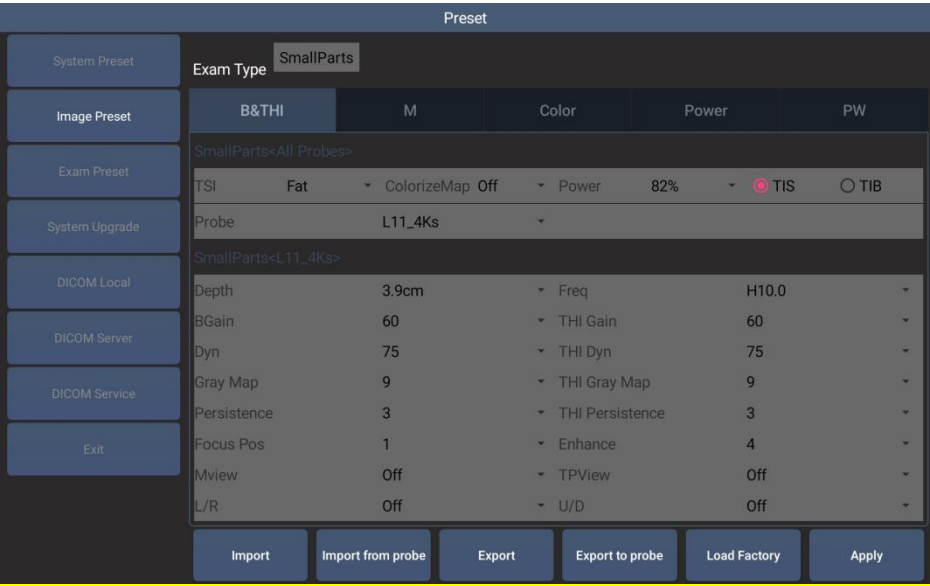 Preset
System Preset
Image Preset
Exam Preset
System Upgrade
DICOM Local
DICOM Server
DICOM Service
Exit
Exam Type SmallParts
B&THI M Color Power PW
SmallParts<All Probes>
TSI Fat ColorizeMap Off Power 82% TIS TIB
Probe L11_4Ks
SmallParts<L11_4Ks>
Depth 3.9cm Freq H10.0
BGain 60 THI Gain 60
Dyn 75 THI Dyn 75
Gray Map 9 THI Gray Map 9
Persistence 3 THI Persistence 3
Focus Pos 1 Enhance 4
Mview Off TPView Off
L/R Off U/D Off
Import Import from probe Export Export to probe Load Factory Apply